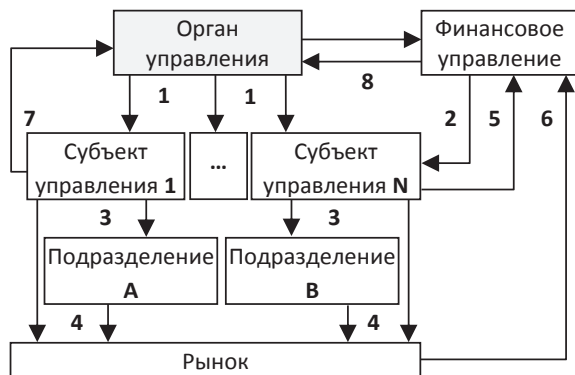 Орган
управления
Финансовое
управление
1
1
8
7
2
5
6
Субъект
управления 1
...
Субъект
управления N
3
3
Подразделение
A
Подразделение
B
4
4
Рынок